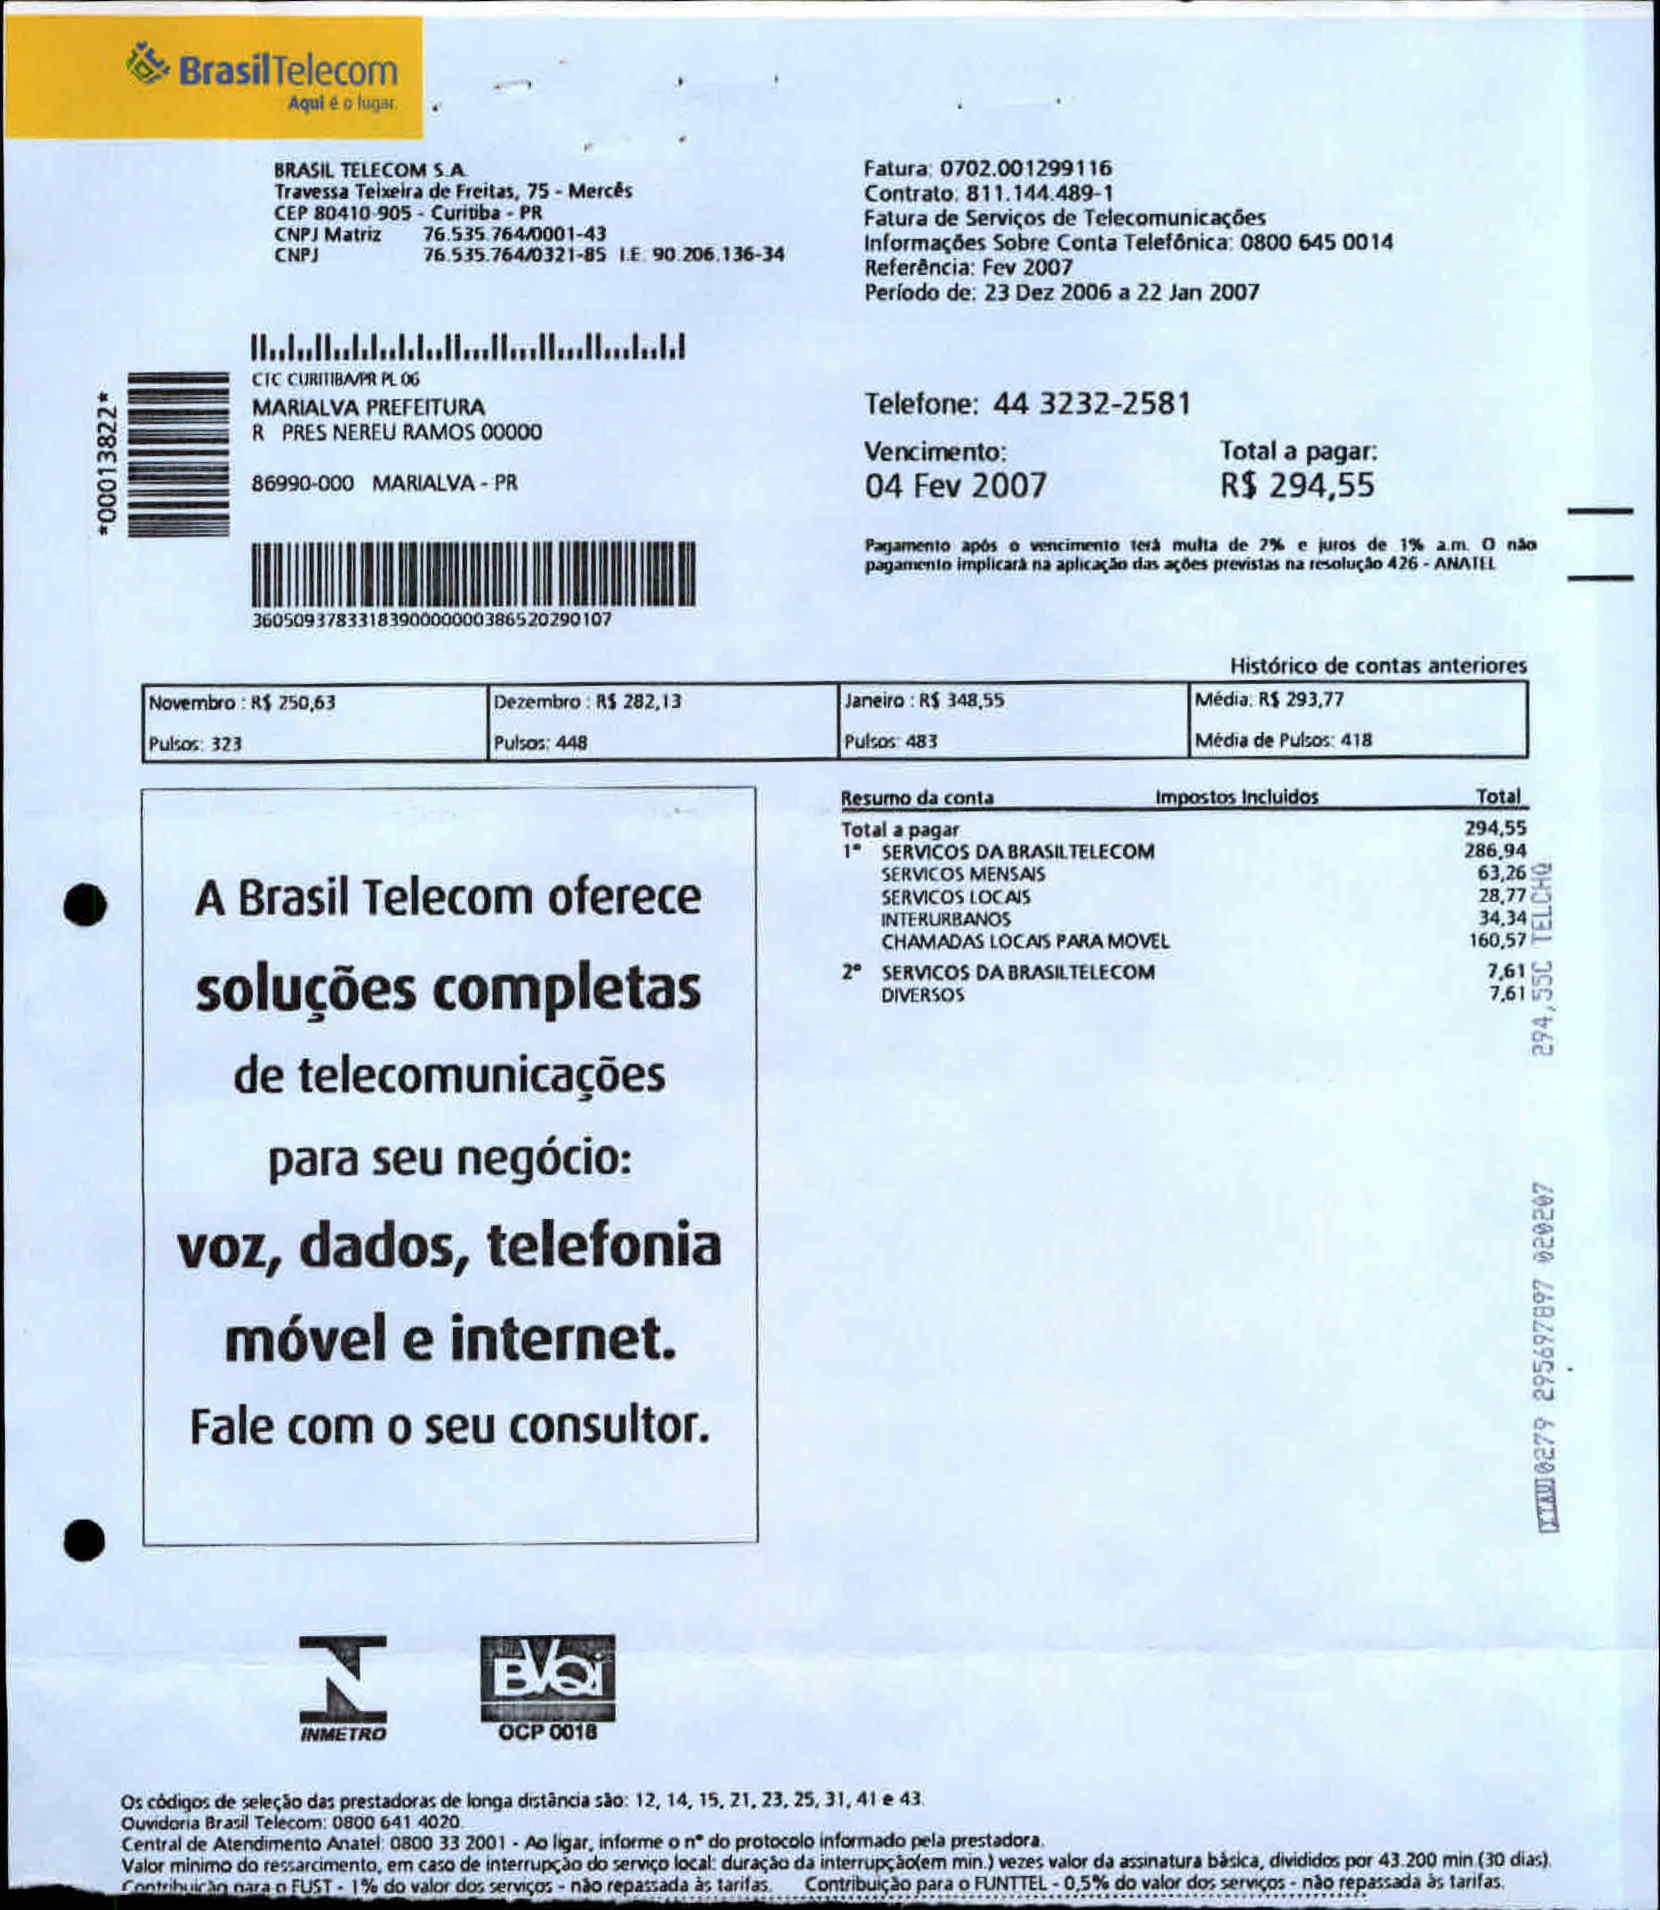 BrasilTelecom
Aqui é o lugar.
BRASIL TELECOM S.A.
Travessa Teixeira de Freitas, 75 - Mercês
CEP 80410-905 - Curitiba - PR
CNPJ Matriz 76.535.764/0001-43
CNPJ 76.535.764/0321-85 I.E. 90.206.136-34
Fatura: 0702.001299116
Contrato: 811.144.489-1
Fatura de Serviços de Telecomunicações
Informações Sobre Conta Telefônica: 0800 645 0014
Referência: Fev 2007
Período de: 23 Dez 2006 a 22 Jan 2007
CTC CURITIBA/PR PL 06
MARIALVA PREFEITURA
R PRES NEREU RAMOS 00000
86990-000 MARIALVA - PR
*00013822*
3605093783318390000000386520290107
Telefone: 44 3232-2581
Vencimento: Total a pagar:
04 Fev 2007 R$ 294,55
Pagamento após o vencimento terá multa de 2% e juros de 1% a.m. O não
pagamento implicará na aplicação das ações previstas na resolução 426 - ANATEL
Histórico de contas anteriores
Novembro : R$ 250,63 Dezembro : R$ 282,13 Janeiro : R$ 348,55 Média: R$ 293,77
Pulsos: 323 Pulsos: 448 Pulsos: 483 Média de Pulsos: 418
A Brasil Telecom oferece
soluções completas
de telecomunicações
para seu negócio:
voz, dados, telefonia
móvel e internet.
Fale com o seu consultor.
Resumo da conta Impostos Incluidos Total
Total a pagar 294,55
1º SERVICOS DA BRASILTELECOM 286,94
SERVICOS MENSAIS 63,26
SERVICOS LOCAIS 28,77
INTERURBANOS 34,34
CHAMADAS LOCAIS PARA MOVEL 160,57
2º SERVICOS DA BRASILTELECOM 7,61
DIVERSOS 7,61
0279 295697897 020207 294,55C TELCHQ
INMETRO
BVQi
OCP 0018
Os códigos de seleção das prestadoras de longa distância são: 12, 14, 15, 21, 23, 25, 31, 41 e 43.
Ouvidoria Brasil Telecom: 0800 641 4020.
Central de Atendimento Anatel: 0800 33 2001 - Ao ligar, informe o nº do protocolo informado pela prestadora.
Valor minimo do ressarcimento, em caso de interrupção do serviço local: duração da interrupção(em min.) vezes valor da assinatura básica, divididos por 43.200 min (30 dias).
Contribuição para o FUST - 1% do valor dos serviços - não repassada às tarifas. Contribuição para o FUNTTEL - 0,5% do valor dos serviços - não repassada às tarifas.